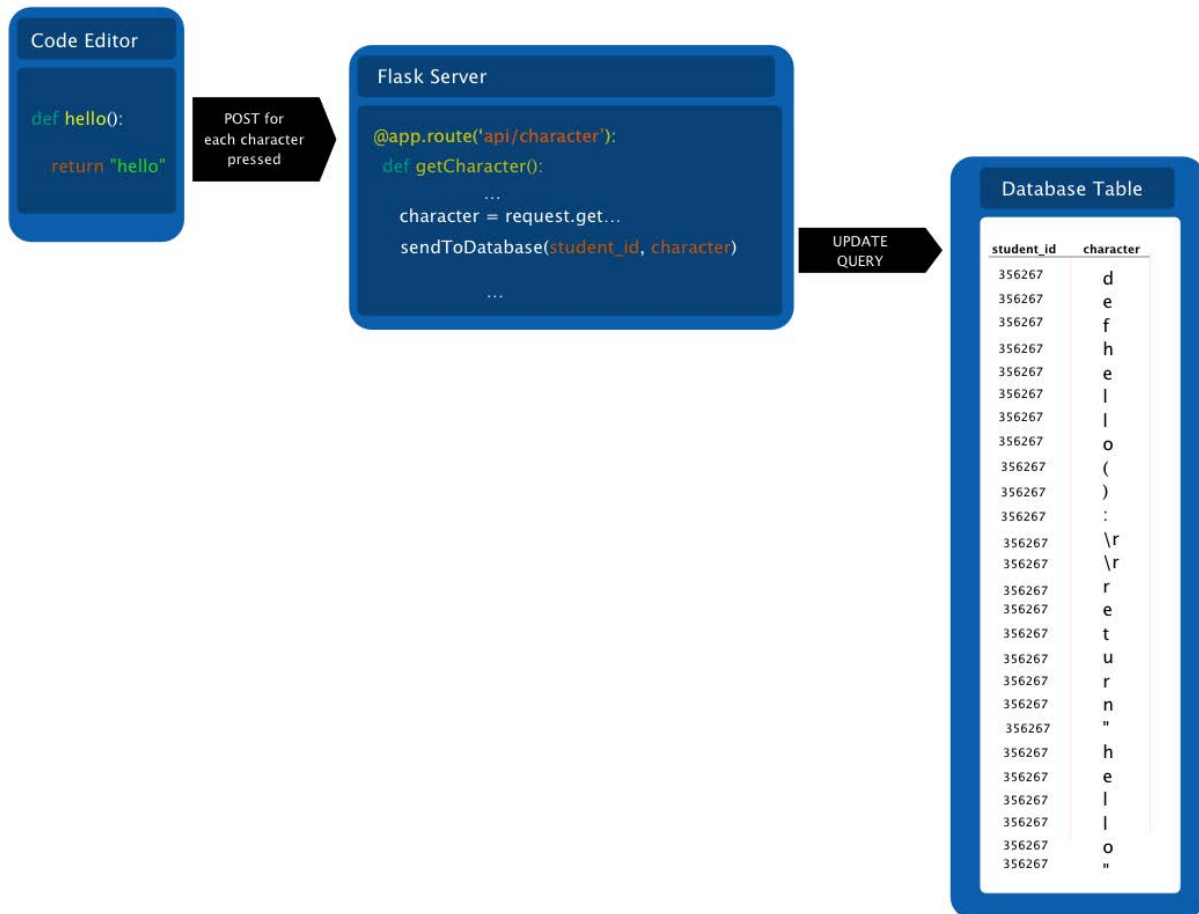 Code Editor
def hello():
return "hello"
POST for
each character
pressed
Flask Server
@app.route(‘api/character’):
def getCharacter():
...
character = request.get...
sendToDatabase(student_id, character)
...
UPDATE
QUERY
Database Table
student_id character
356267 d
356267 e
356267 f
356267 h
356267 e
356267 l
356267 l
356267 o
356267 (
356267 )
356267 :
356267 \r
356267 \r
356267 r
356267 e
356267 t
356267 u
356267 r
356267 n
356267 "
356267 h
356267 e
356267 l
356267 l
356267 o
356267 "